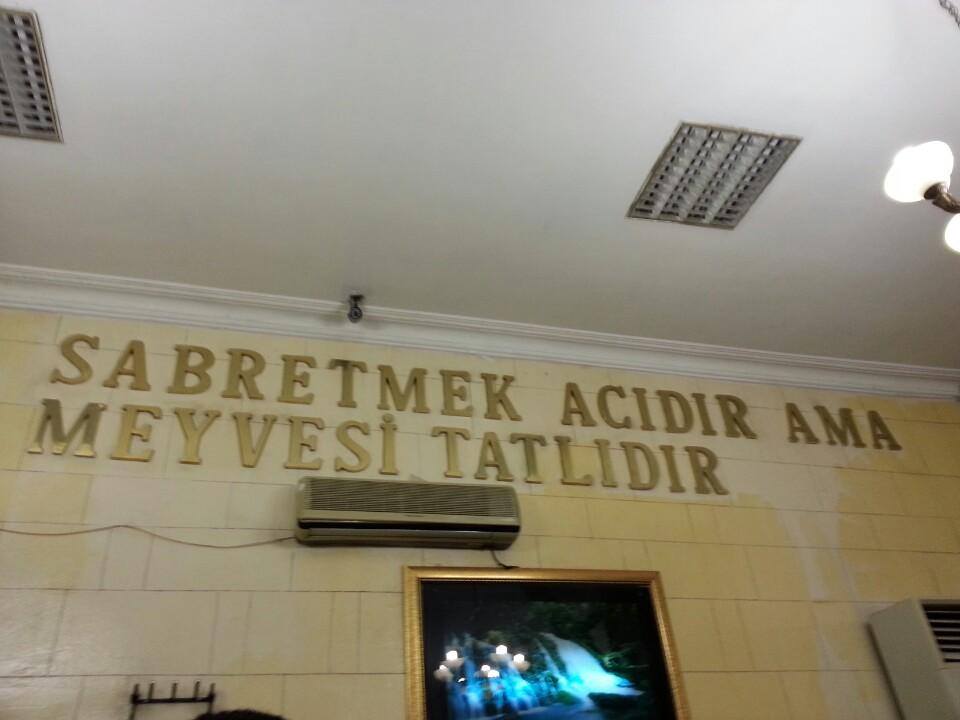 SABRETMEK ACIDIR AMA
MEYVESİ TATLIDIR